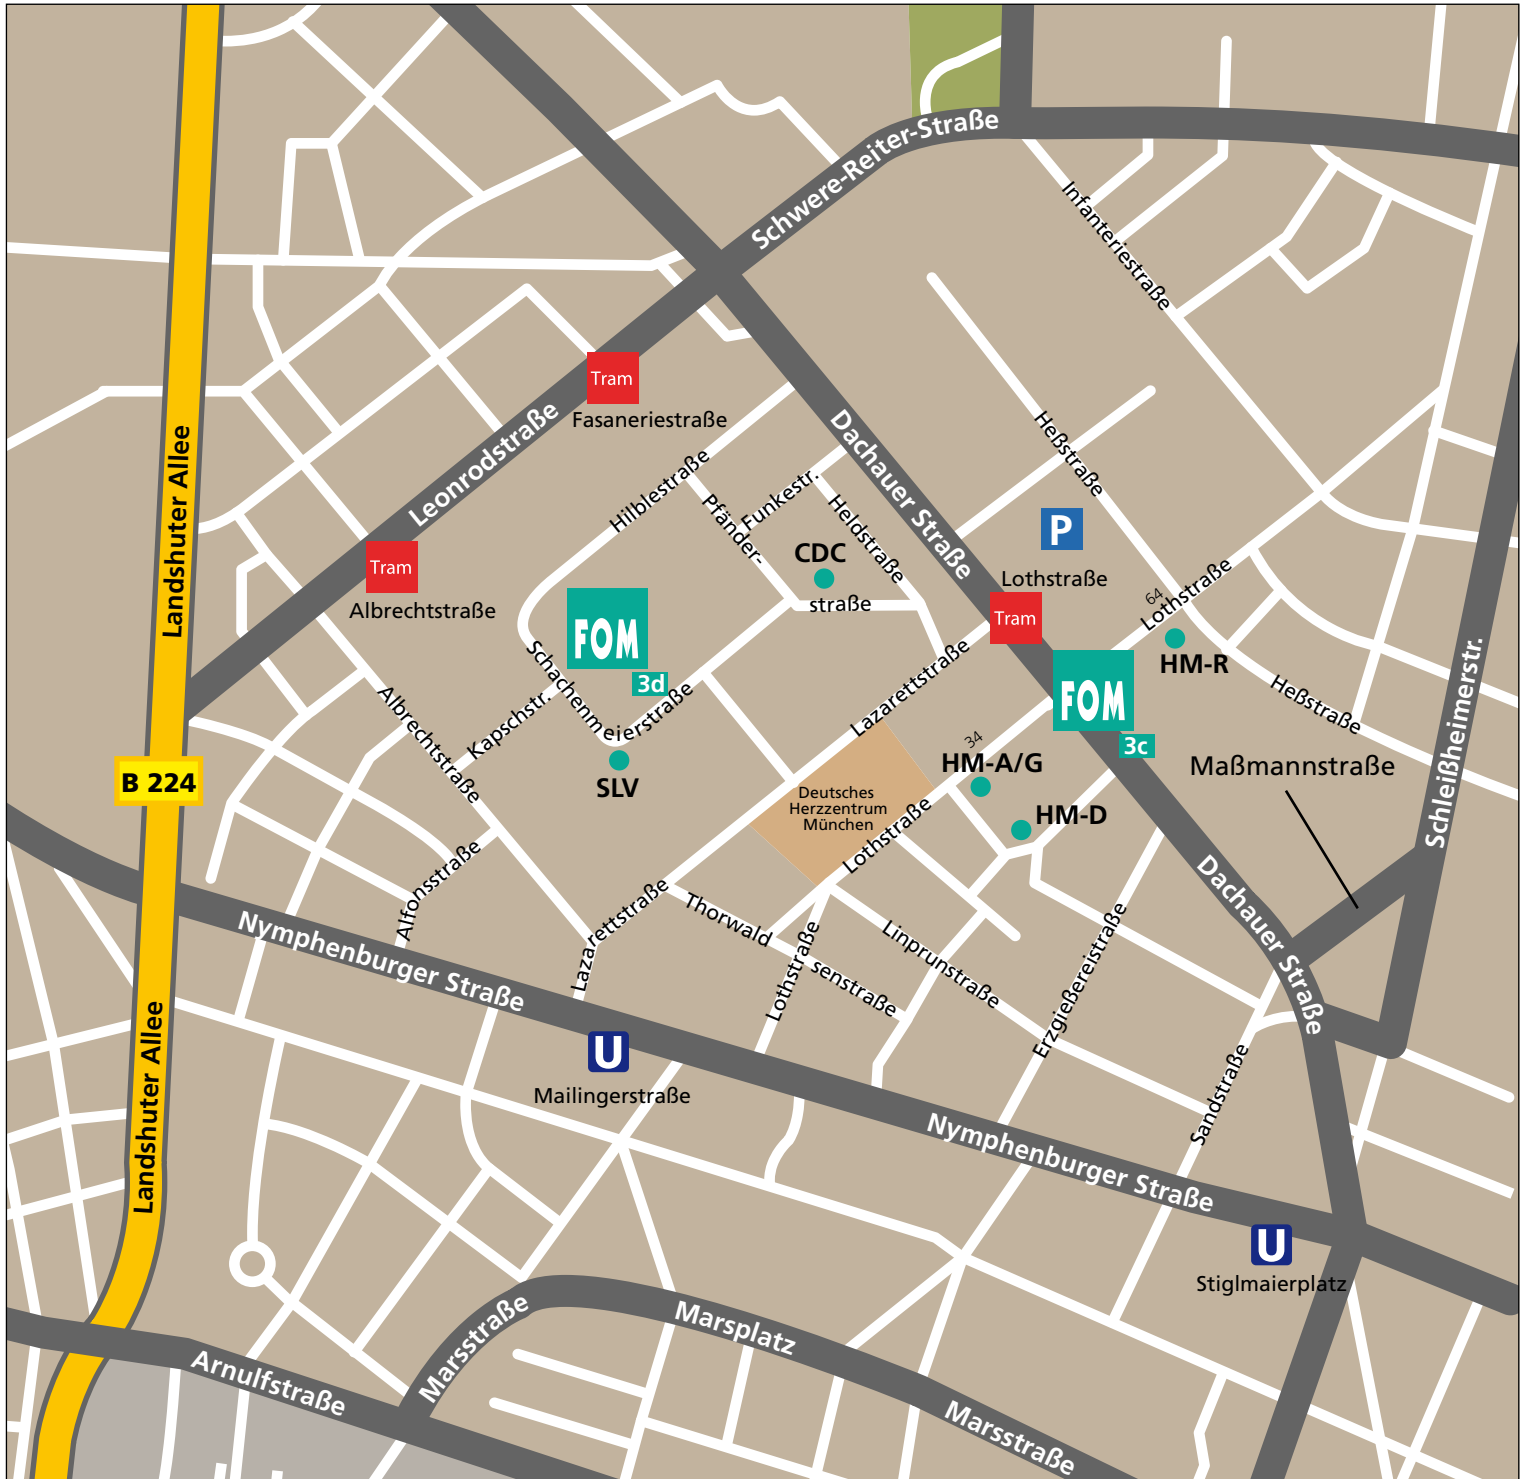 Schwere-Reiter-Straße
Infanteriestraße
Tram
Fasaneriestraße
Leonrodstraße
Landshuter Allee
Hilblestraße
Pfänder-
straße
Funkestr.
Heldstraße
Dachauer Straße
Heßstraße
P
Lothstraße
Tram
CDC
Tram
Albrechtstraße
FOM
3d
Schachenmeierstraße
Kapschstr.
SLV
Albrechtstraße
Lazarettstraße
64
Lothstraße
HM-R
Heßstraße
FOM
3c
34
HM-A/G
HM-D
Maßmannstraße
Schleißheimerstr.
B 224
Deutsches
Herzzentrum
München
Lothstraße
Alfonsstraße
Lazarettstraße
Thorwald
senstraße
Lothstraße
Linprunstraße
Erzgießereistraße
Dachauer Straße
Sandstraße
Nymphenburger Straße
U
Mailingerstraße
Landshuter Allee
Nymphenburger Straße
U
Stiglmaierplatz
Marsstraße
Marsplatz
Arnulfstraße
Marsstraße